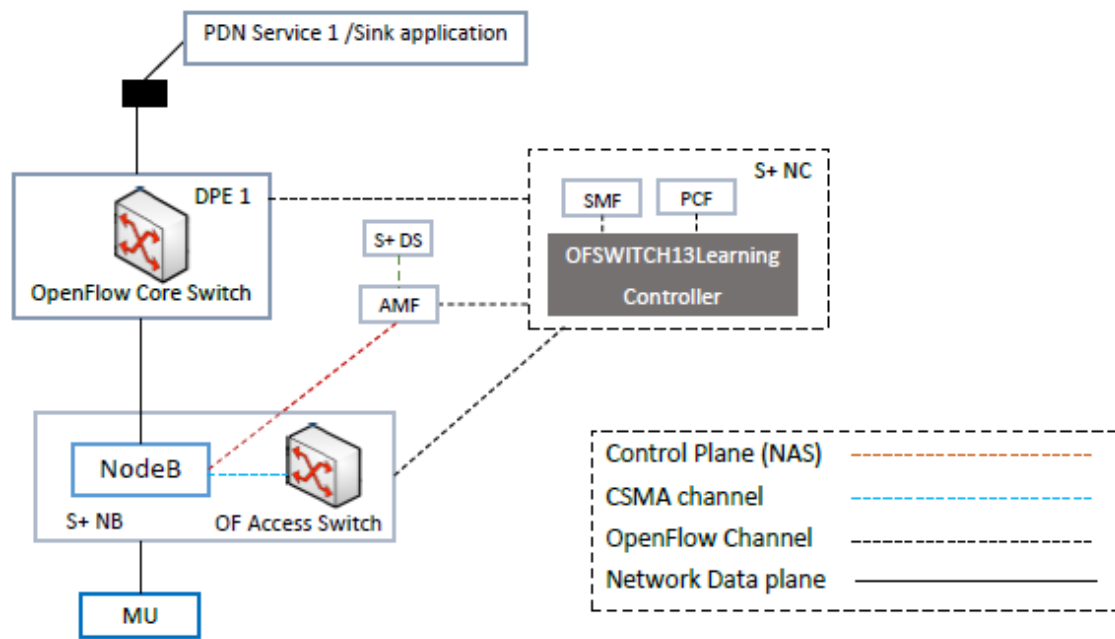 PDN Service 1 /Sink application
DPE 1
OpenFlow Core Switch
S+ NC
SMF
PCF
OFSWITCH13Learning
Controller
S+ DS
AMF
NodeB
S+ NB
OF Access Switch
MU
Control Plane (NAS)
CSMA channel
OpenFlow Channel
Network Data plane